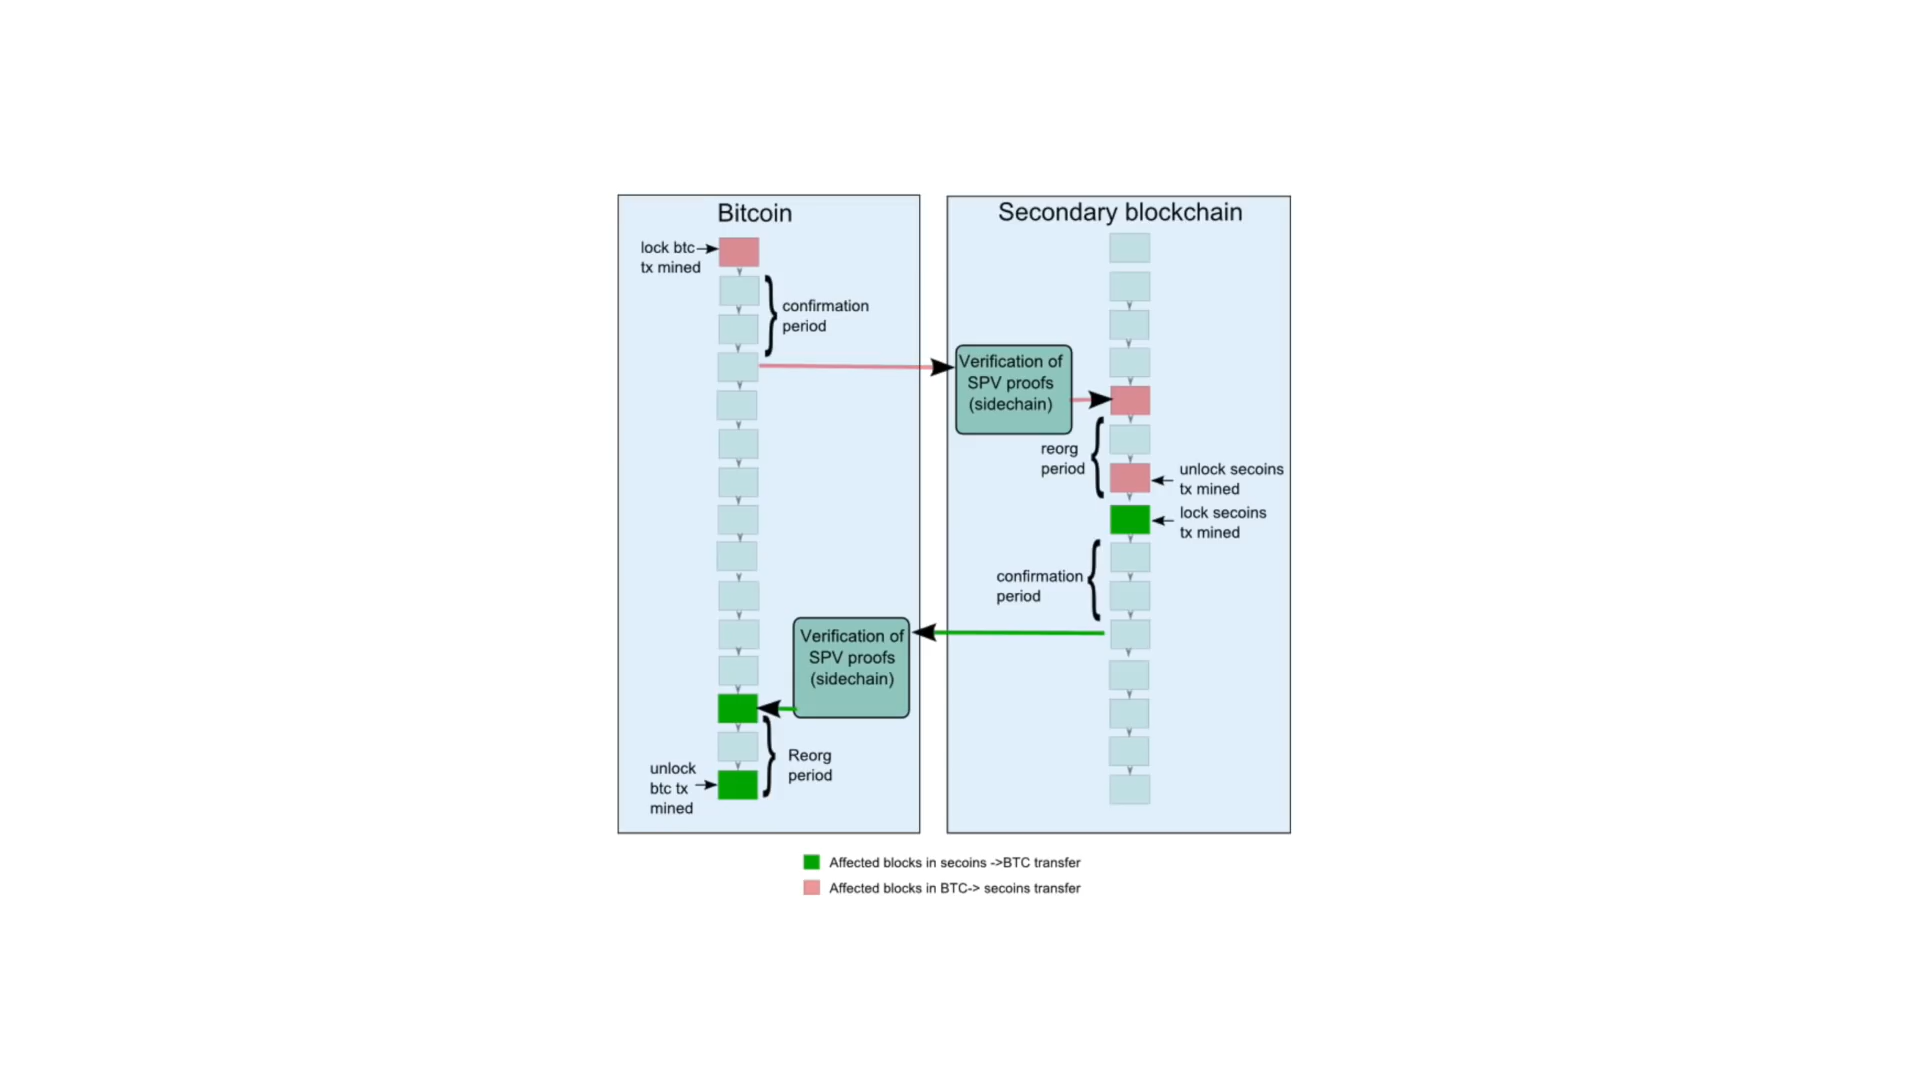 Bitcoin
lock btc
tx mined
confirmation
period
Verification of
SPV proofs
(sidechain)
Reorg
period
unlock
btc tx
mined
Secondary blockchain
Verification of
SPV proofs
(sidechain)
reorg
period
unlock secoins
tx mined
lock secoins
tx mined
confirmation
period
Affected blocks in secoins ->BTC transfer
Affected blocks in BTC-> secoins transfer